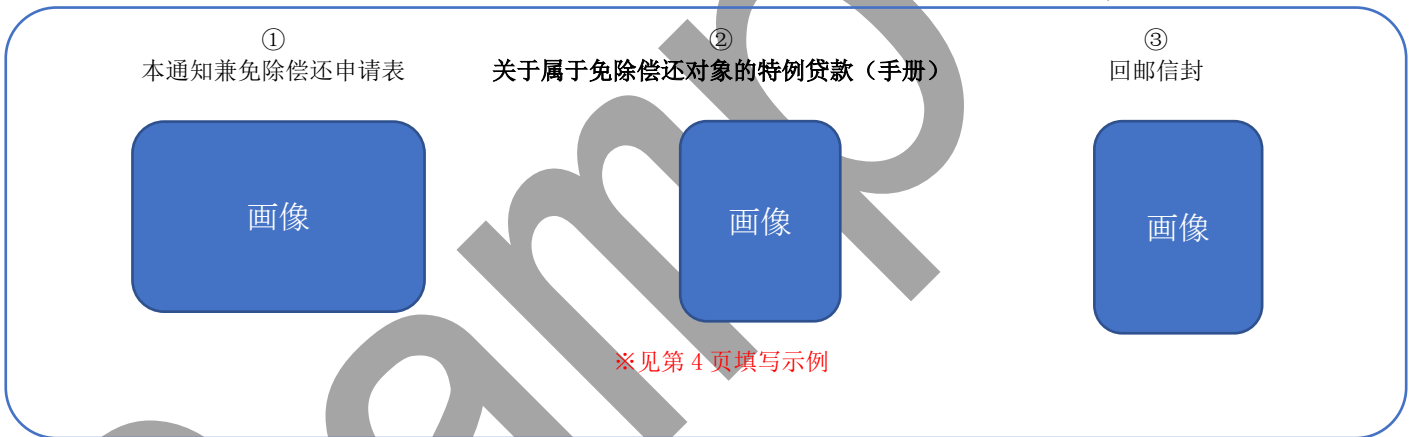 ①
本通知兼免除偿还申请表
②
关于属于免除偿还对象的特例贷款（手册）
③
回邮信封
画像
画像
画像
※见第 4 页填写示例